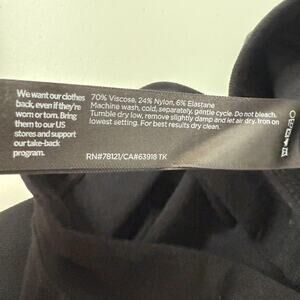 We want our clothes
back, even if they're
worn or torn. Bring
them to our US
stores and support
our take-back
program.
70% Viscose, 24% Nylon, 6% Elastane
Machine wash, cold, separately, gentle cycle. Do not bleach.
Tumble dry low, remove slightly damp and let air dry. Iron on
lowest setting. For best results dry clean.
RN#78121/CA#63918 TK